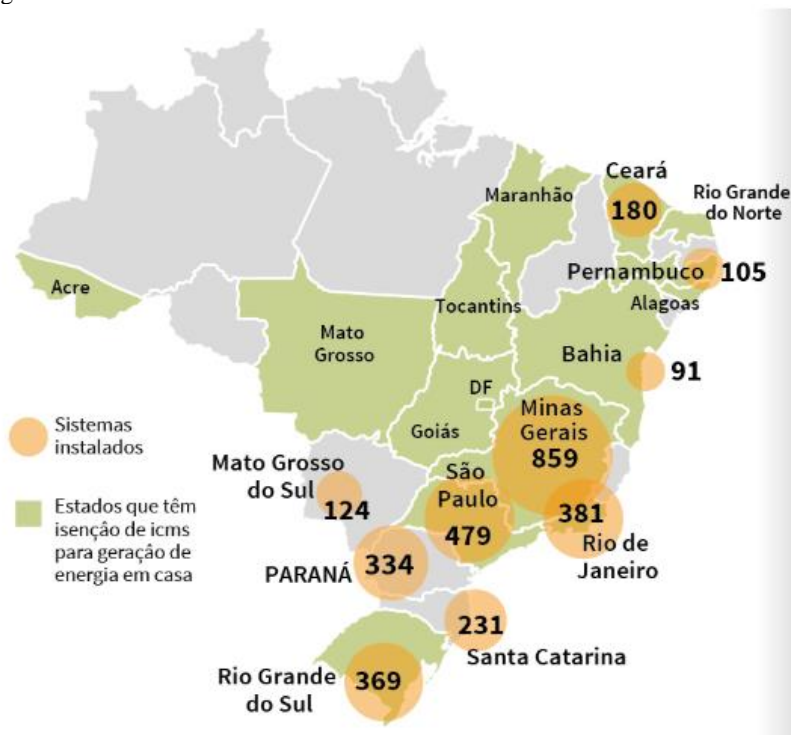 g
Ceará
180
Maranhão
Rio Grande
do Norte
Pernambuco
105
Acre
Tocantins
Alagoas
Mato
Grosso
Bahia
91
DF
Sistemas
instalados
Goiás
Minas
Gerais
859
Mato Grosso
do Sul
124
São
Paulo
479
381
Rio de
Janeiro
Estados que têm
isenção de icms
para geração de
energia em casa
PARANÁ
334
231
Santa Catarina
Rio Grande
do Sul
369